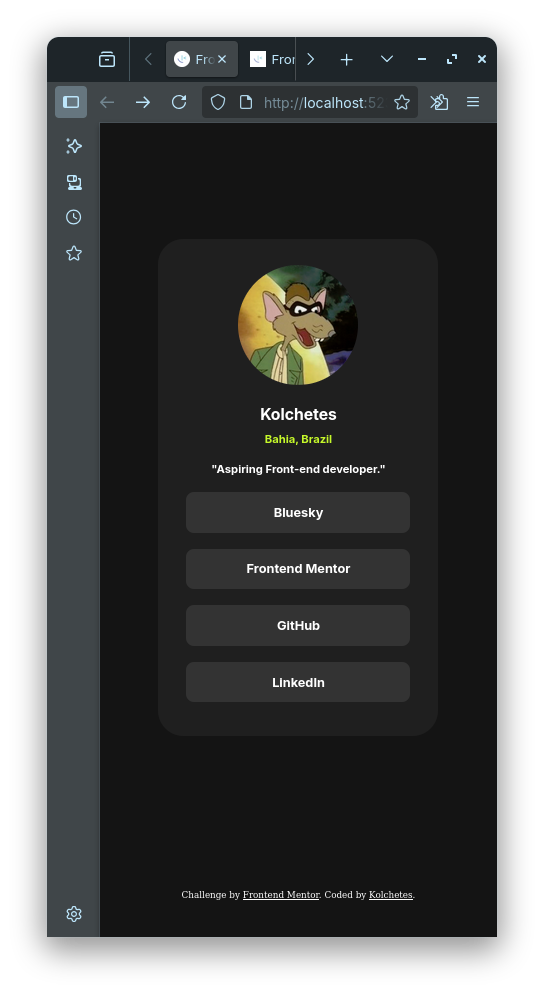 Fro
Fron
http://localhost:52
Kolchetes
Bahia, Brazil
"Aspiring Front-end developer."
Bluesky
Frontend Mentor
GitHub
LinkedIn
Challenge by Frontend Mentor. Coded by Kolchetes.